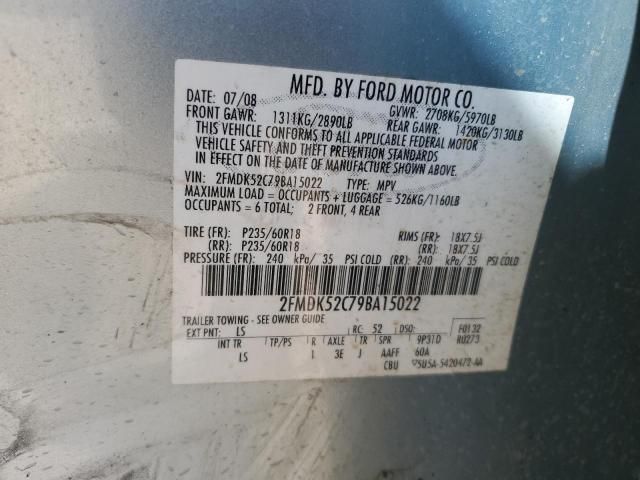 MFD. BY FORD MOTOR CO.
DATE: 07/08 GVWR: 2708KG/5970LB
FRONT GAWR: 1311KG/2890LB REAR GAWR: 1420KG/3130LB
THIS VEHICLE CONFORMS TO ALL APPLICABLE FEDERAL MOTOR
VEHICLE SAFETY AND THEFT PREVENTION STANDARDS
IN EFFECT ON THE DATE OF MANUFACTURE SHOWN ABOVE.
VIN: 2FMDK52C79BA15022 TYPE: MPV
MAXIMUM LOAD = OCCUPANTS + LUGGAGE = 526KG/1160LB
OCCUPANTS = 6 TOTAL: 2 FRONT, 4 REAR
TIRE (FR): P235/60R18 RIMS (FR): 18X7.5J
(RR): P235/60R18 (RR): 18X7.5J
PRESSURE (FR): 240 kPa/ 35 PSI COLD (RR): 240 kPa/ 35 PSI COLD
2FMDK52C79BA15022
TRAILER TOWING - SEE OWNER GUIDE
EXT PNT: LS RC: 52 DSO: F0132
INT TR TP/PS R AXLE TR SPR 9P31D R0273
LS I 3E J AAFF 60A
CBU 5U5A-5420472-AA